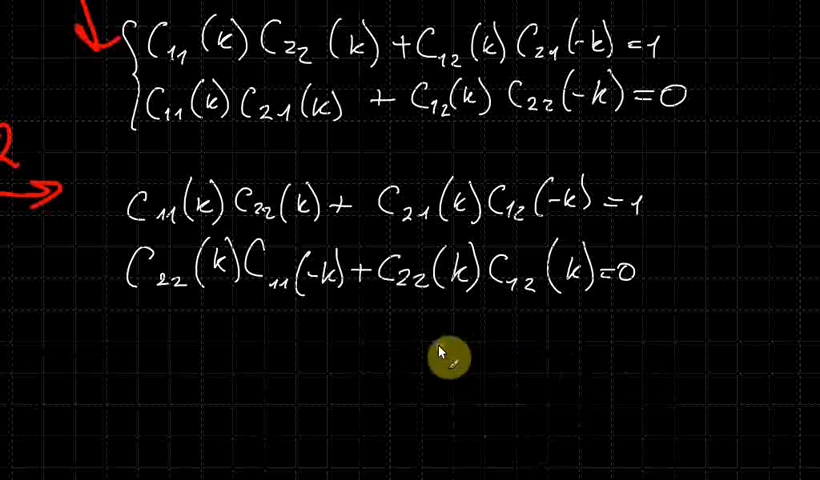 C₁₁(k) C₂₂(k) + C₁₂(k) C₂₁(-k) = 1
C₁₁(k) C₂₁(k) + C₁₂(k) C₂₂(-k) = 0
2
C₁₁(k) C₂₂(k) + C₂₁(k) C₁₂(-k) = 1
C₂₂(k) C₁₁(-k) + C₂₂(k) C₁₂(k) = 0